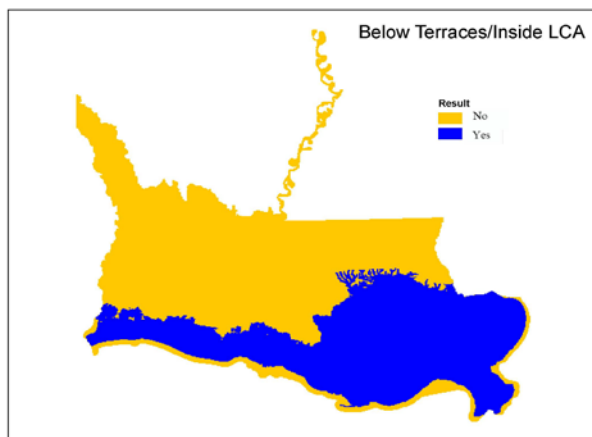 Below Terraces/Inside LCA
Result
No
Yes